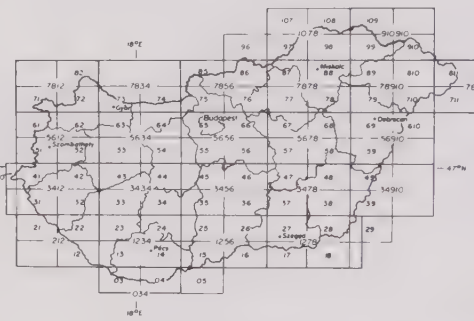 107 108 109
1078 910910
18°E 96 97 98 99 910
Miskolc
82 85 86 87 88 89 810 811
7812 7834 7856 7878 78910
71 72 73 74 75 76 77 78 79 710 711
Győr
Budapest Debrecen
61 62 63 64 65 66 67 68 69 610
5612 5634 5656 5678 56910
Szombathely
51 52 53 54 55 56 57 58 59
47°N
41 42 43 44 45 46 47 48 49
3412 3434 3456 3478 34910
31 32 33 34 35 36 37 38 39
21 22 23 24 25 26 27 28 29
Szeged
212 1234 1256 1278
12 13 14 15 16 17 18
Pécs
03 04 05
034
18°E